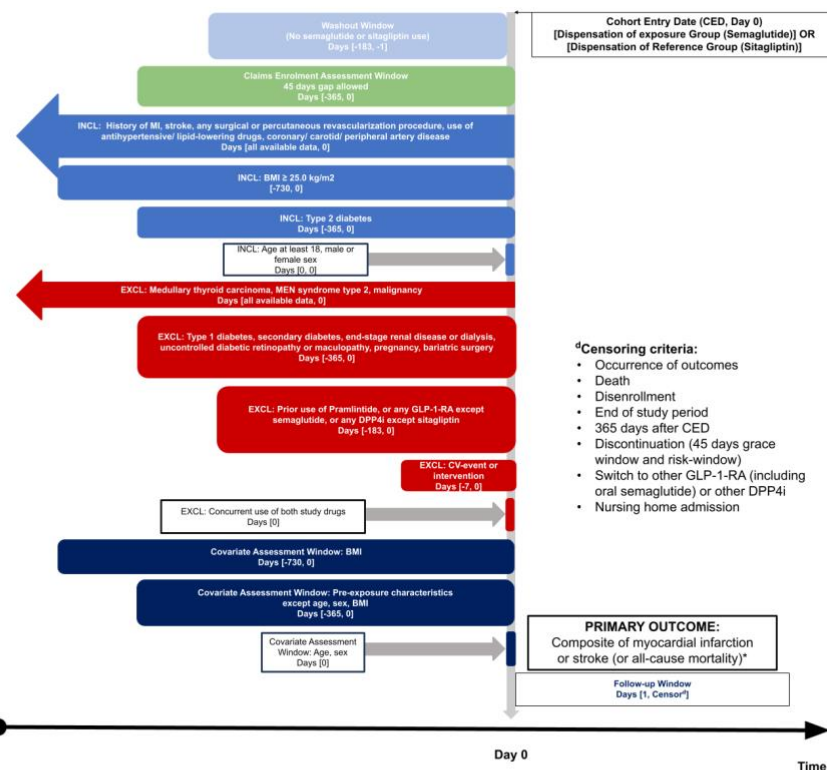 Washout Window
(No semaglutide or sitagliptin use)
Days [-183, -1]
Cohort Entry Date (CED, Day 0)
[Dispensation of exposure Group (Semaglutide)] OR
[Dispensation of Reference Group (Sitagliptin)]
Claims Enrolment Assessment Window
45 days gap allowed
Days [-365, 0]
INCL: History of MI, stroke, any surgical or percutaneous revascularization procedure, use of
antihypertensive/ lipid-lowering drugs, coronary/ carotid/ peripheral artery disease
Days [all available data, 0]
INCL: BMI ≥ 25.0 kg/m2
[-730, 0]
INCL: Type 2 diabetes
Days [-365, 0]
INCL: Age at least 18, male or
female sex
Days [0, 0]
EXCL: Medullary thyroid carcinoma, MEN syndrome type 2, malignancy
Days [all available data, 0]
EXCL: Type 1 diabetes, secondary diabetes, end-stage renal disease or dialysis,
uncontrolled diabetic retinopathy or maculopathy, pregnancy, bariatric surgery
Days [-365, 0]
EXCL: Prior use of Pramlintide, or any GLP-1-RA except
semaglutide, or any DPP4i except sitagliptin
Days [-183, 0]
EXCL: CV-event or
intervention
Days [-7, 0]
EXCL: Concurrent use of both study drugs
Days [0]
Covariate Assessment Window: BMI
Days [-730, 0]
Covariate Assessment Window: Pre-exposure characteristics
except age, sex, BMI
Days [-365, 0]
Covariate Assessment
Window: Age, sex
Days [0]
dCensoring criteria:
• Occurrence of outcomes
• Death
• Disenrollment
• End of study period
• 365 days after CED
• Discontinuation (45 days grace
window and risk-window)
• Switch to other GLP-1-RA (including
oral semaglutide) or other DPP4i
• Nursing home admission
PRIMARY OUTCOME:
Composite of myocardial infarction
or stroke (or all-cause mortality)*
Follow-up Window
Days [1, Censord]
Day 0
Time